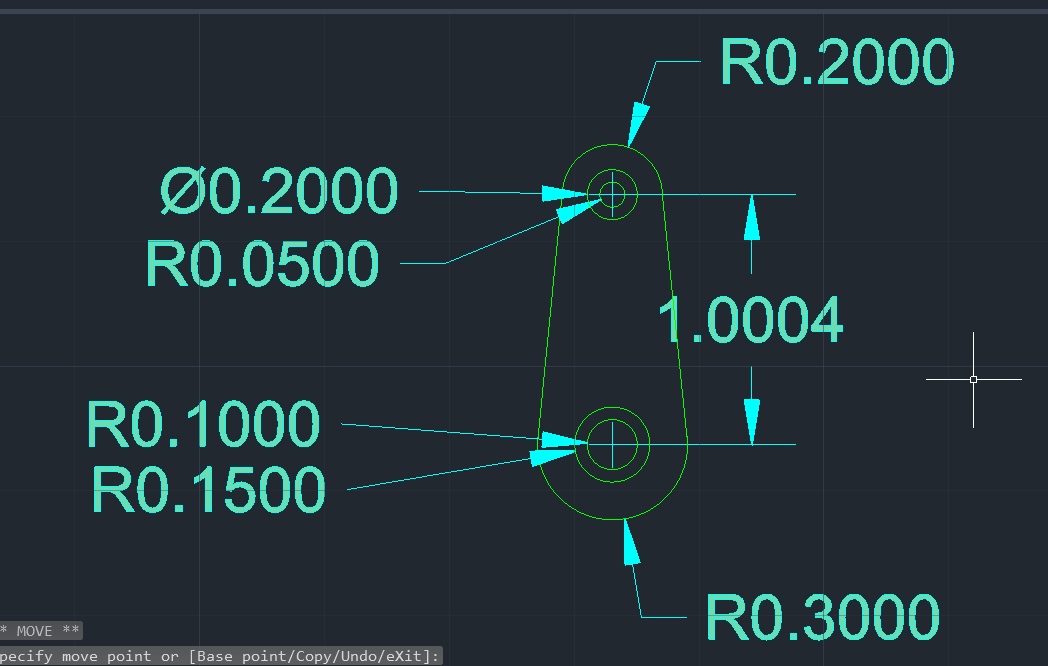 R0.2000
Ø0.2000
R0.0500
1.0004
R0.1000
R0.1500
R0.3000
* MOVE **
pecify move point or [Base point/Copy/Undo/eXit]: